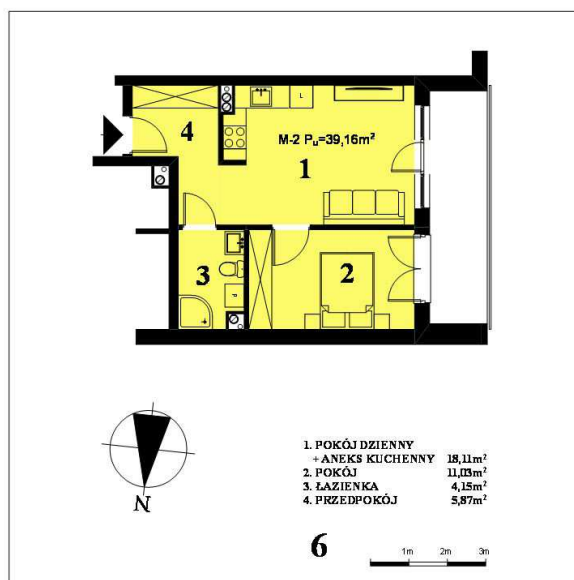 4
L
M-2 Pu=39,16m²
1
3
2
N
1. POKÓJ DZIENNY
+ ANEKS KUCHENNY 18,11m²
2. POKÓJ 11,03m²
3. ŁAZIENKA 4,15m²
4. PRZEDPOKÓJ 5,87m²
6
1m 2m 3m